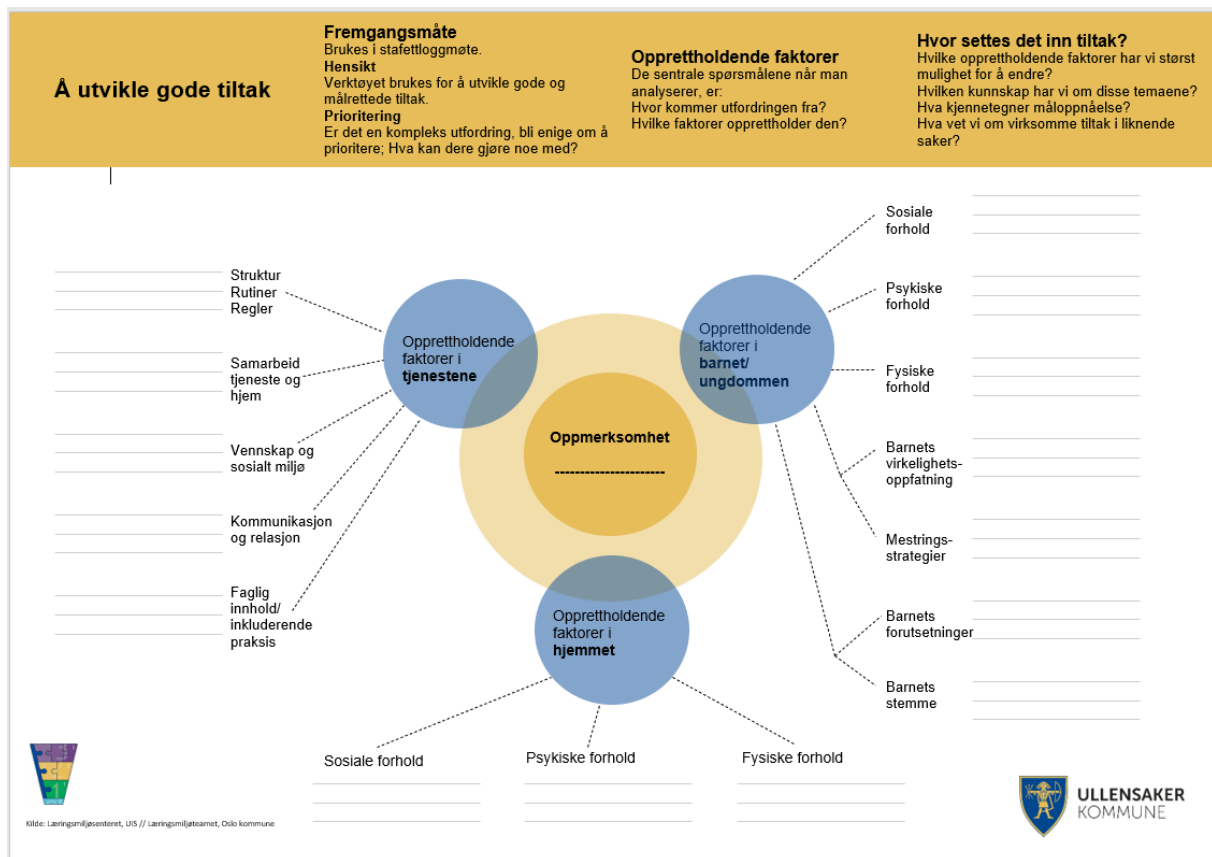 Å utvikle gode tiltak
Fremgangsmåte
Brukes i stafettloggmøte.
Hensikt
Verktøyet brukes for å utvikle gode og
målrettede tiltak.
Prioritering
Er det en kompleks utfordring, bli enige om å
prioritere; Hva kan dere gjøre noe med?
Opprettholdende faktorer
De sentrale spørsmålene når man
analyserer, er:
Hvor kommer utfordringen fra?
Hvilke faktorer opprettholder den?
Hvor settes det inn tiltak?
Hvilke opprettholdende faktorer har vi størst
mulighet for å endre?
Hvilken kunnskap har vi om disse temaene?
Hva kjennetegner måloppnåelse?
Hva vet vi om virksomme tiltak i liknende
saker?
Struktur
Rutiner
Regler
Samarbeid
tjeneste og
hjem
Vennskap og
sosialt miljø
Kommunikasjon
og relasjon
Faglig
innhold/
inkluderende
praksis
Opprettholdende
faktorer i
tjenestene
Oppmerksomhet
Opprettholdende
faktorer i
barnet/
ungdommen
Sosiale
forhold
Psykiske
forhold
Fysiske
forhold
Barnets
virkelighets-
oppfatning
Mestrings-
strategier
Barnets
forutsetninger
Barnets
stemme
Opprettholdende
faktorer i
hjemmet
Sosiale forhold
Psykiske forhold
Fysiske forhold
1
Kilde: Læringsmiljøsenteret, UIS // Læringsmiljøteamet, Oslo kommune
ULLENSAKER
KOMMUNE